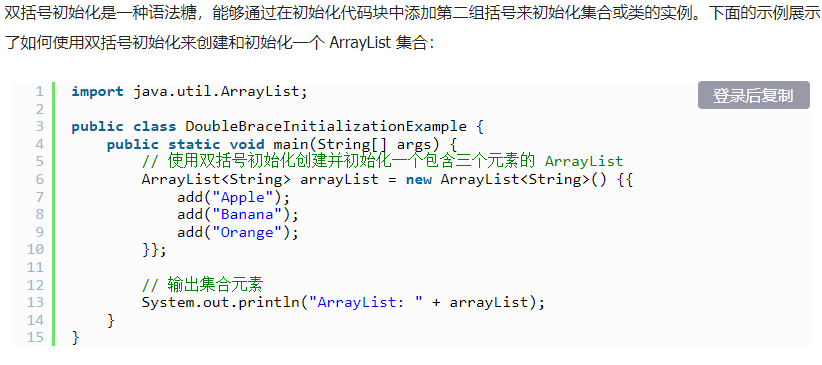 双括号初始化是一种语法糖，能够通过在初始化代码块中添加第二组括号来初始化集合或类的实例。下面的示例展示
了如何使用双括号初始化来创建和初始化一个 ArrayList 集合：
登录后复制
1 import java.util.ArrayList;
2
3 public class DoubleBraceInitializationExample {
4     public static void main(String[] args) {
5         // 使用双括号初始化创建并初始化一个包含三个元素的 ArrayList
6         ArrayList<String> arrayList = new ArrayList<String>() {{
7             add("Apple");
8             add("Banana");
9             add("Orange");
10         }};
11
12         // 输出集合元素
13         System.out.println("ArrayList: " + arrayList);
14     }
15 }